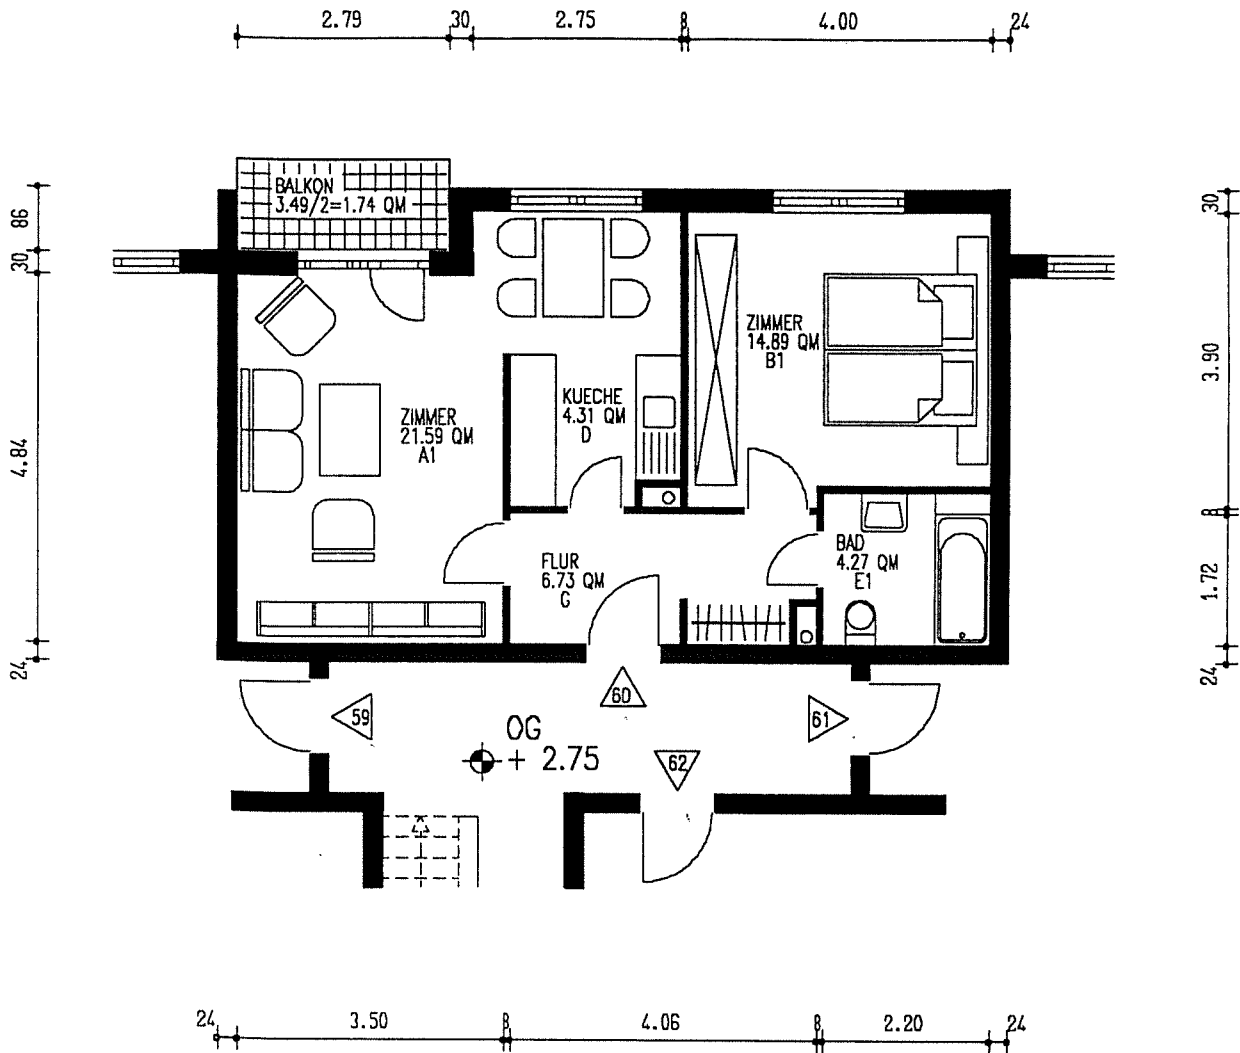 2.79 30 2.75 8 4.00 24
BALKON
3.49/2=1.74 QM
86
30
4.84
24
30
3.90
8
1.72
24
ZIMMER
14.89 QM
B1
KUECHE
4.31 QM
D
ZIMMER
21.59 QM
A1
BAD
4.27 QM
E1
FLUR
6.73 QM
G
60
59
61
OG
+ 2.75
62
24 3.50 8 4.06 8 2.20 24